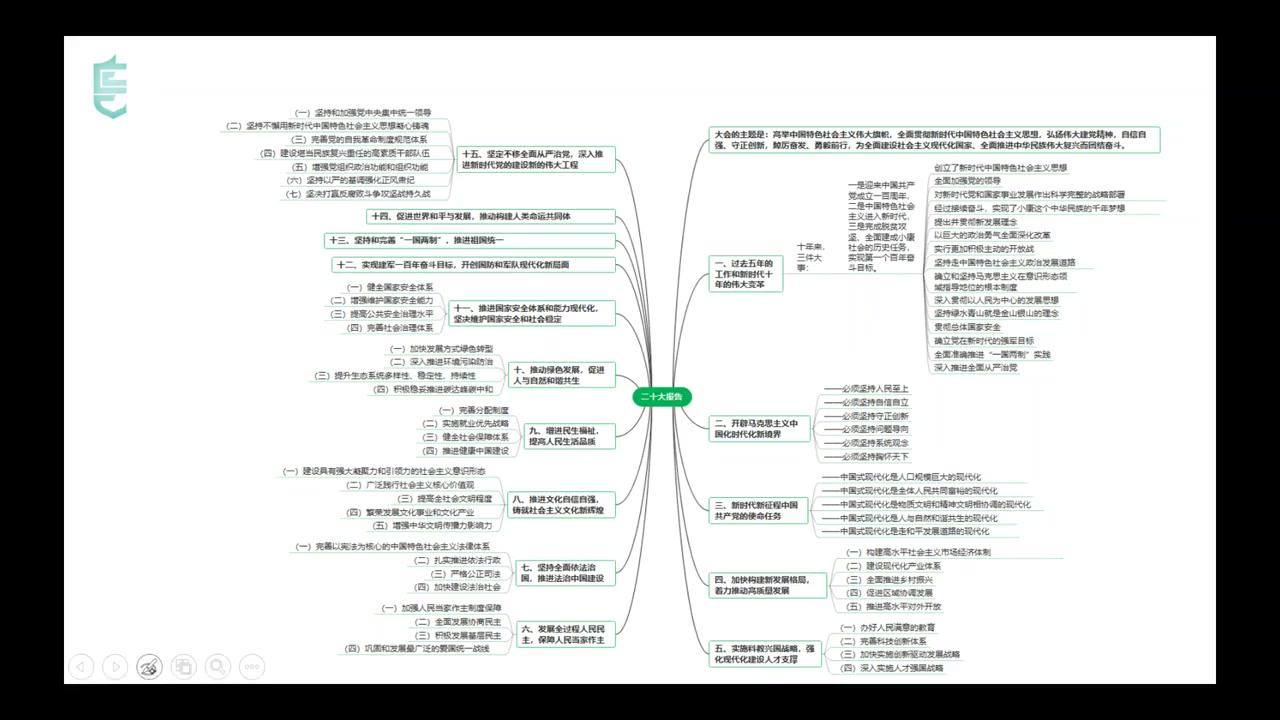 二十大报告
大会的主题是：高举中国特色社会主义伟大旗帜，全面贯彻新时代中国特色社会主义思想，弘扬伟大建党精神，自信自
强、守正创新，踔厉奋发、勇毅前行，为全面建设社会主义现代化国家、全面推进中华民族伟大复兴而团结奋斗。
一、过去五年的
工作和新时代十
年的伟大变革
十年来，
三件大
事：
一是迎来中国共产
党成立一百周年，
二是中国特色社会
主义进入新时代，
三是完成脱贫攻
坚、全面建成小康
社会的历史任务，
实现第一个百年奋
斗目标。
创立了新时代中国特色社会主义思想
全面加强党的领导
对新时代党和国家事业发展作出科学完整的战略部署
经过接续奋斗，实现了小康这个中华民族的千年梦想
提出并贯彻新发展理念
以巨大的政治勇气全面深化改革
实行更加积极主动的开放战
坚持走中国特色社会主义政治发展道路
确立和坚持马克思主义在意识形态领
域指导地位的根本制度
深入贯彻以人民为中心的发展思想
坚持绿水青山就是金山银山的理念
贯彻总体国家安全
确立党在新时代的强军目标
全面准确推进“一国两制”实践
深入推进全面从严治党
二、开辟马克思主义中
国化时代化新境界
——必须坚持人民至上
——必须坚持自信自立
——必须坚持守正创新
——必须坚持问题导向
——必须坚持系统观念
——必须坚持胸怀天下
三、新时代新征程中国
共产党的使命任务
——中国式现代化是人口规模巨大的现代化
——中国式现代化是全体人民共同富裕的现代化
——中国式现代化是物质文明和精神文明相协调的现代化
——中国式现代化是人与自然和谐共生的现代化
——中国式现代化是走和平发展道路的现代化
四、加快构建新发展格局，
着力推动高质量发展
（一）构建高水平社会主义市场经济体制
（二）建设现代化产业体系
（三）全面推进乡村振兴
（四）促进区域协调发展
（五）推进高水平对外开放
五、实施科教兴国战略，强
化现代化建设人才支撑
（一）办好人民满意的教育
（二）完善科技创新体系
（三）加快实施创新驱动发展战略
（四）深入实施人才强国战略
十五、坚定不移全面从严治党，深入推
进新时代党的建设新的伟大工程
（一）坚持和加强党中央集中统一领导
（二）坚持不懈用新时代中国特色社会主义思想凝心铸魂
（三）完善党的自我革命制度规范体系
（四）建设堪当民族复兴重任的高素质干部队伍
（五）增强党组织政治功能和组织功能
（六）坚持以严的基调强化正风肃纪
（七）坚决打赢反腐败斗争攻坚战持久战
十四、促进世界和平与发展，推动构建人类命运共同体
十三、坚持和完善“一国两制”，推进祖国统一
十二、实现建军一百年奋斗目标，开创国防和军队现代化新局面
十一、推进国家安全体系和能力现代化，
坚决维护国家安全和社会稳定
（一）健全国家安全体系
（二）增强维护国家安全能力
（三）提高公共安全治理水平
（四）完善社会治理体系
十、推动绿色发展，促进
人与自然和谐共生
（一）加快发展方式绿色转型
（二）深入推进环境污染防治
（三）提升生态系统多样性、稳定性、持续性
（四）积极稳妥推进碳达峰碳中和
九、增进民生福祉，
提高人民生活品质
（一）完善分配制度
（二）实施就业优先战略
（三）健全社会保障体系
（四）推进健康中国建设
八、推进文化自信自强，
铸就社会主义文化新辉煌
（一）建设具有强大凝聚力和引领力的社会主义意识形态
（二）广泛践行社会主义核心价值观
（三）提高全社会文明程度
（四）繁荣发展文化事业和文化产业
（五）增强中华文明传播力影响力
七、坚持全面依法治
国，推进法治中国建设
（一）完善以宪法为核心的中国特色社会主义法律体系
（二）扎实推进依法行政
（三）严格公正司法
（四）加快建设法治社会
六、发展全过程人民民
主，保障人民当家作主
（一）加强人民当家作主制度保障
（二）全面发展协商民主
（三）积极发展基层民主
（四）巩固和发展最广泛的爱国统一战线